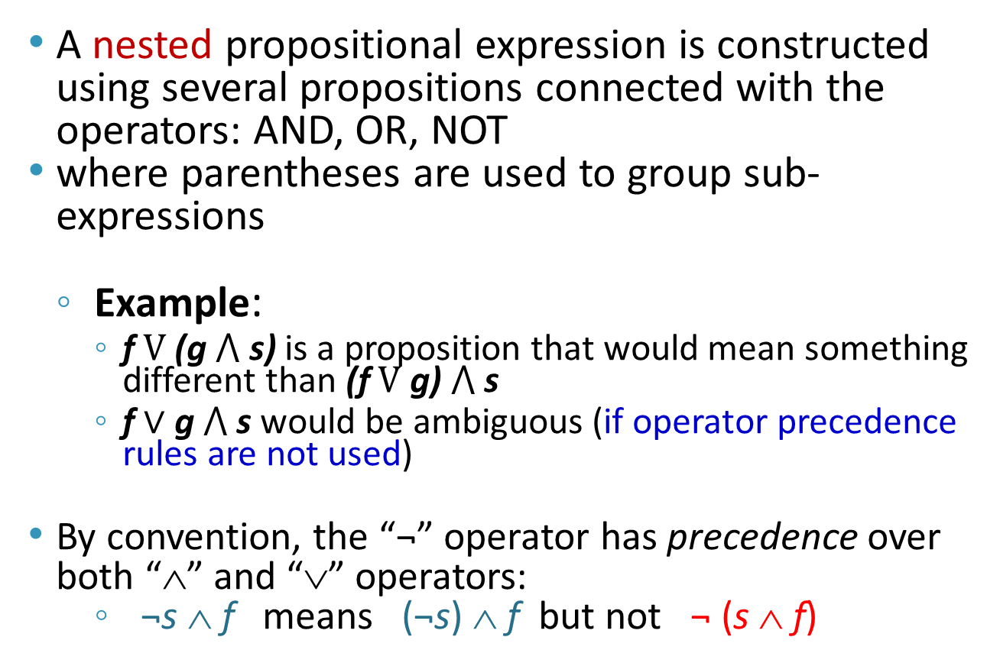 • A nested propositional expression is constructed
using several propositions connected with the
operators: AND, OR, NOT
• where parentheses are used to group sub-
expressions
◦ Example:
◦ f ∨ (g ⋀ s) is a proposition that would mean something
different than (f ∨ g) ⋀ s
◦ f ∨ g ⋀ s would be ambiguous (if operator precedence
rules are not used)
• By convention, the “¬” operator has precedence over
both “∧” and “∨” operators:
◦ ¬s ∧ f means (¬s) ∧ f but not ¬ (s ∧ f)